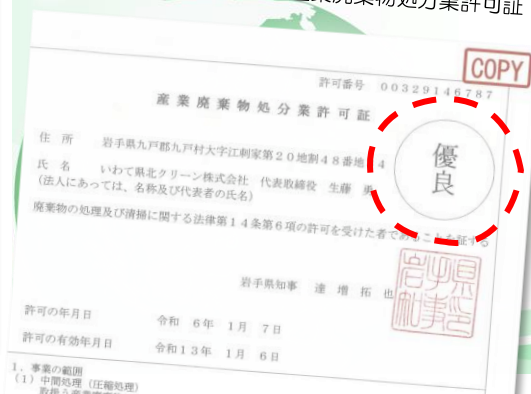 業廃棄物処分業許可証
COPY
許可番号 00329146787
産業廃棄物処分業許可証
住 所 岩手県九戸郡九戸村大字江刺家第20地割48番地 4
優良
氏 名 いわて県北クリーン株式会社 代表取締役 生藤 勇
(法人にあっては、名称及び代表者の氏名)
廃棄物の処理及び清掃に関する法律第14条第6項の許可を受けた者であることを証する
岩手県知事 達 増 拓 也
許可の年月日 令和 6年 1月 7日
許可の有効年月日 令和13年 1月 6日
1.事業の範囲
(1)中間処理(圧縮処理)